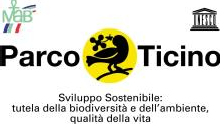 MAB
Parco Ticino
Sviluppo Sostenibile:
tutela della biodiversità e dell'ambiente,
qualità della vita